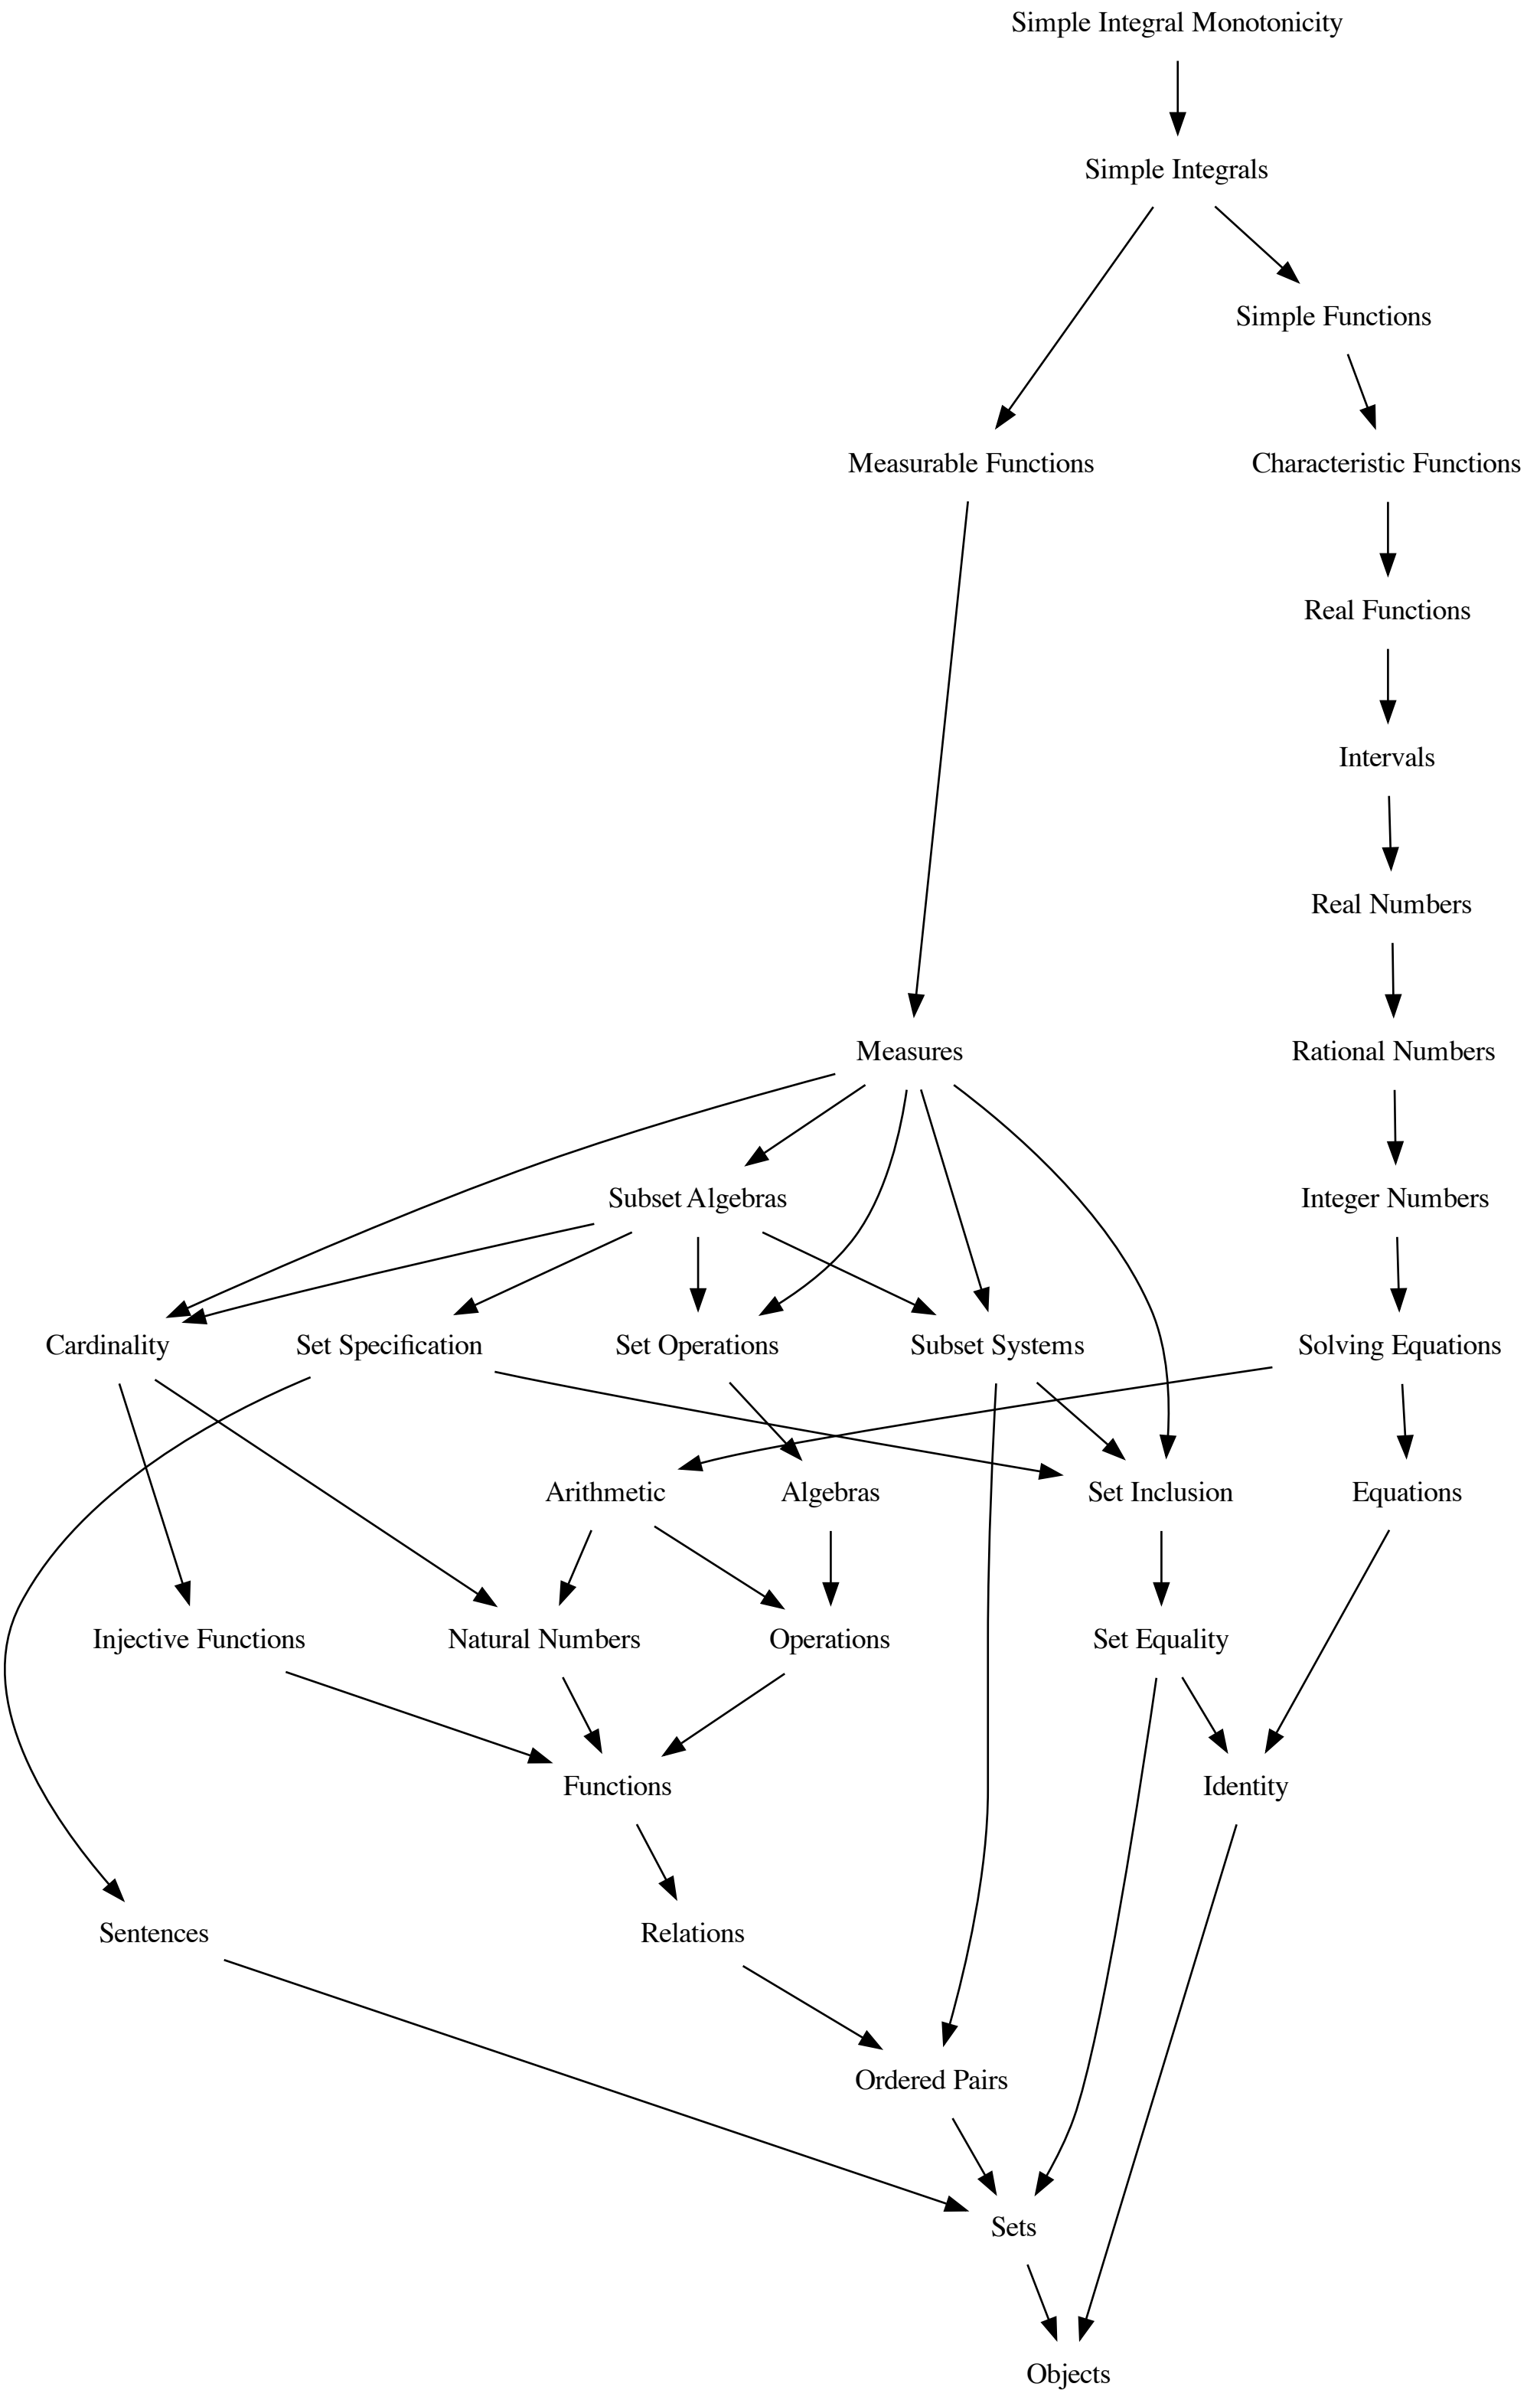 Simple Integral Monotonicity
Simple Integrals
Simple Functions
Measurable Functions
Characteristic Functions
Real Functions
Intervals
Real Numbers
Measures
Rational Numbers
Subset Algebras
Integer Numbers
Cardinality
Set Specification
Set Operations
Subset Systems
Solving Equations
Arithmetic
Algebras
Set Inclusion
Equations
Injective Functions
Natural Numbers
Operations
Set Equality
Functions
Identity
Sentences
Relations
Ordered Pairs
Sets
Objects